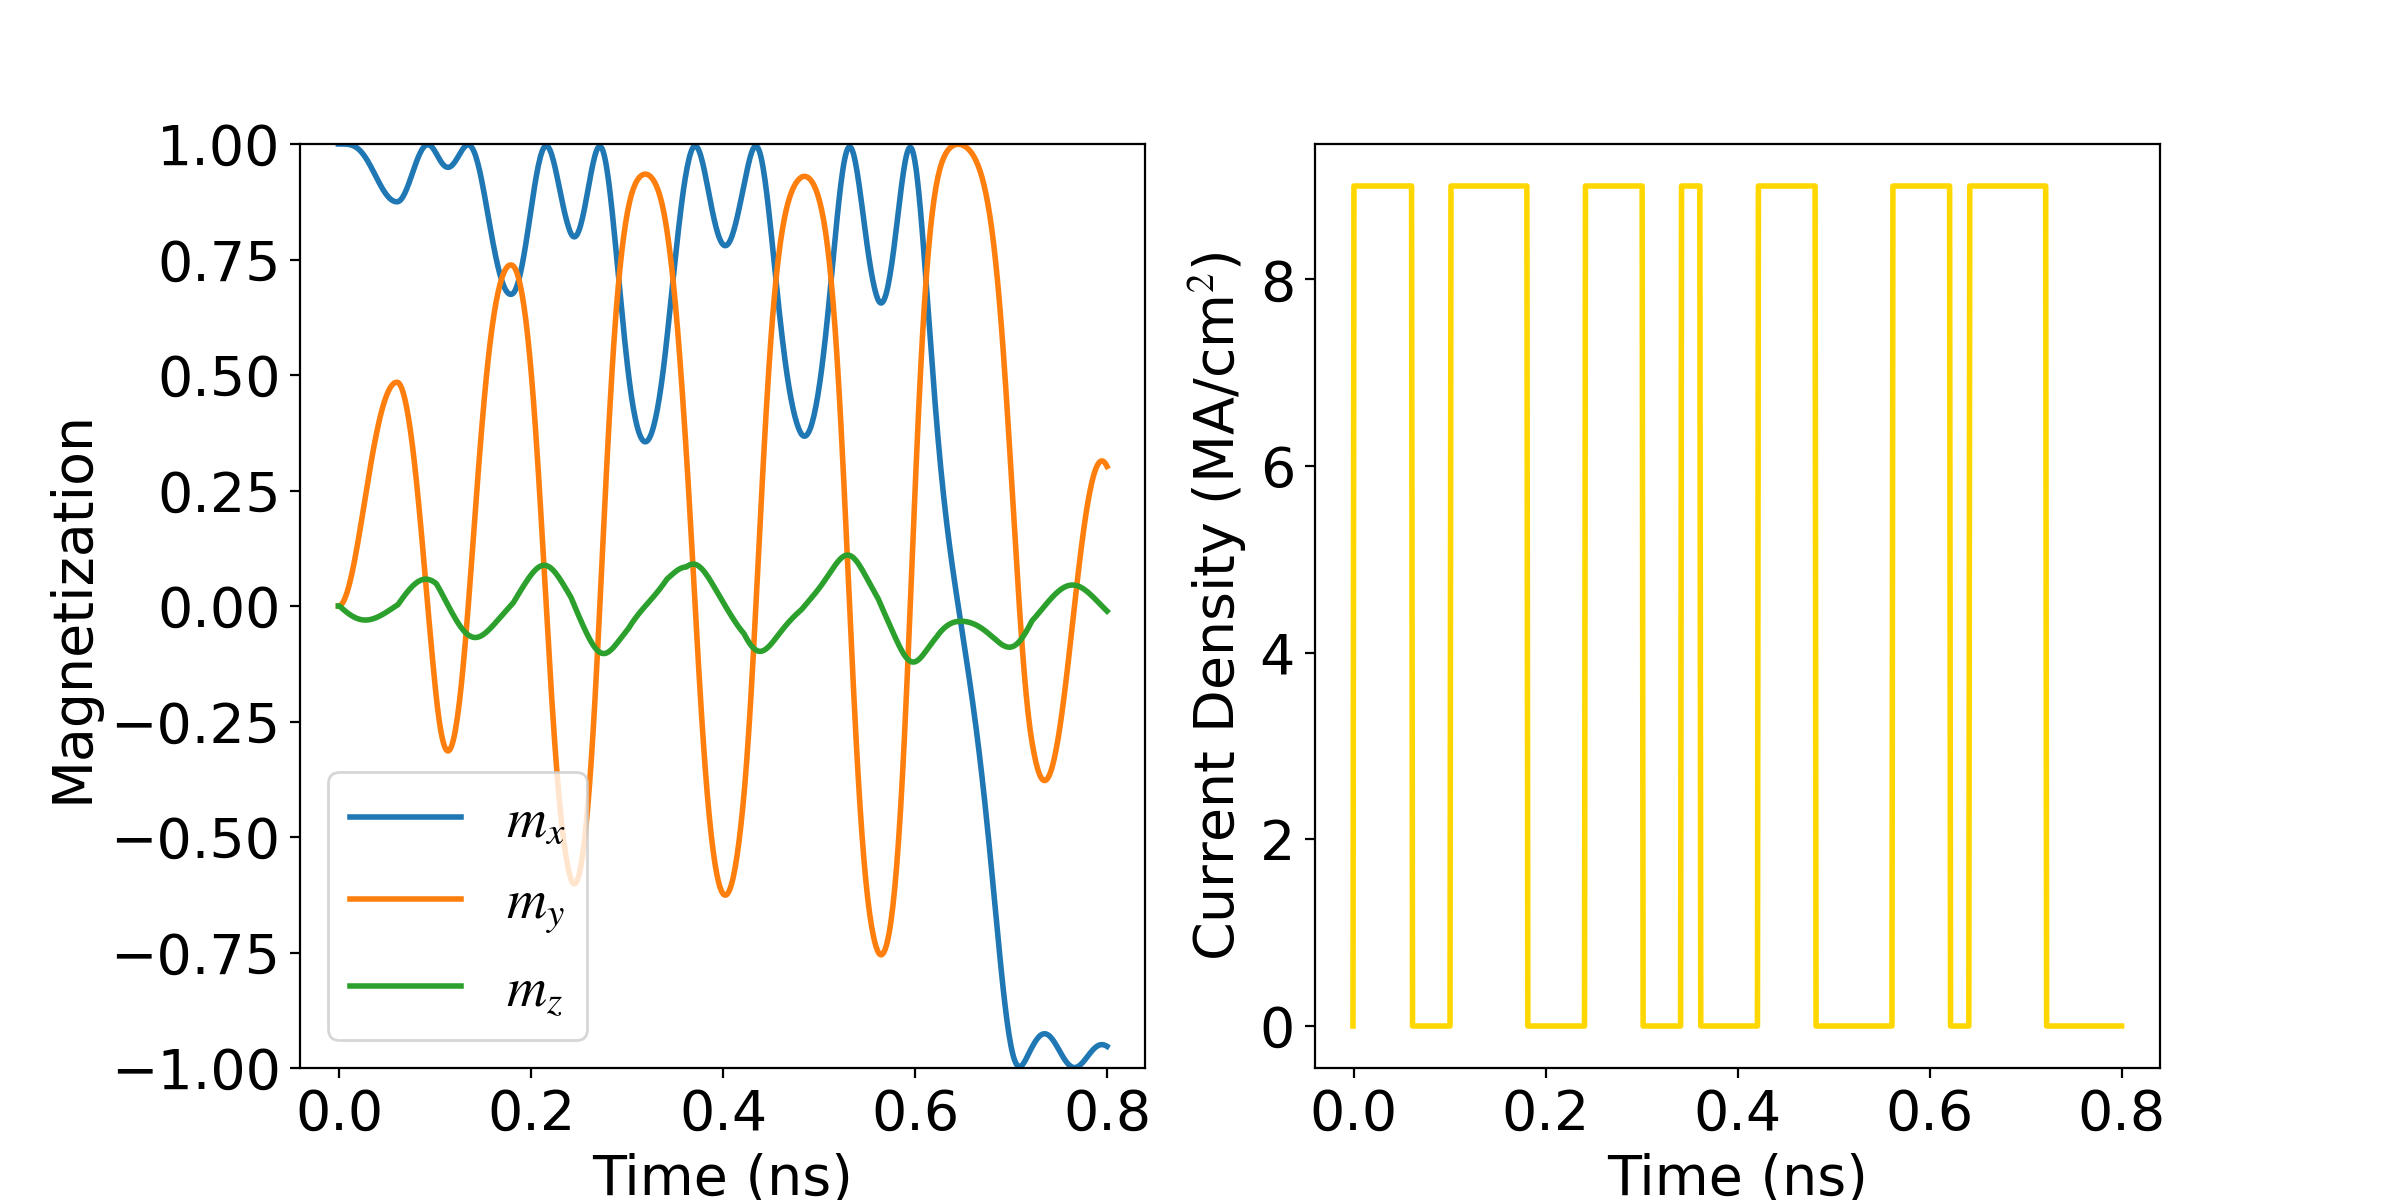 1.00
0.75
0.50
0.25
0.00
−0.25
−0.50
−0.75
−1.00
Magnetization
m_x
m_y
m_z
0.0 0.2 0.4 0.6 0.8
Time (ns)
8
6
4
2
0
Current Density (MA/cm²)
0.0 0.2 0.4 0.6 0.8
Time (ns)